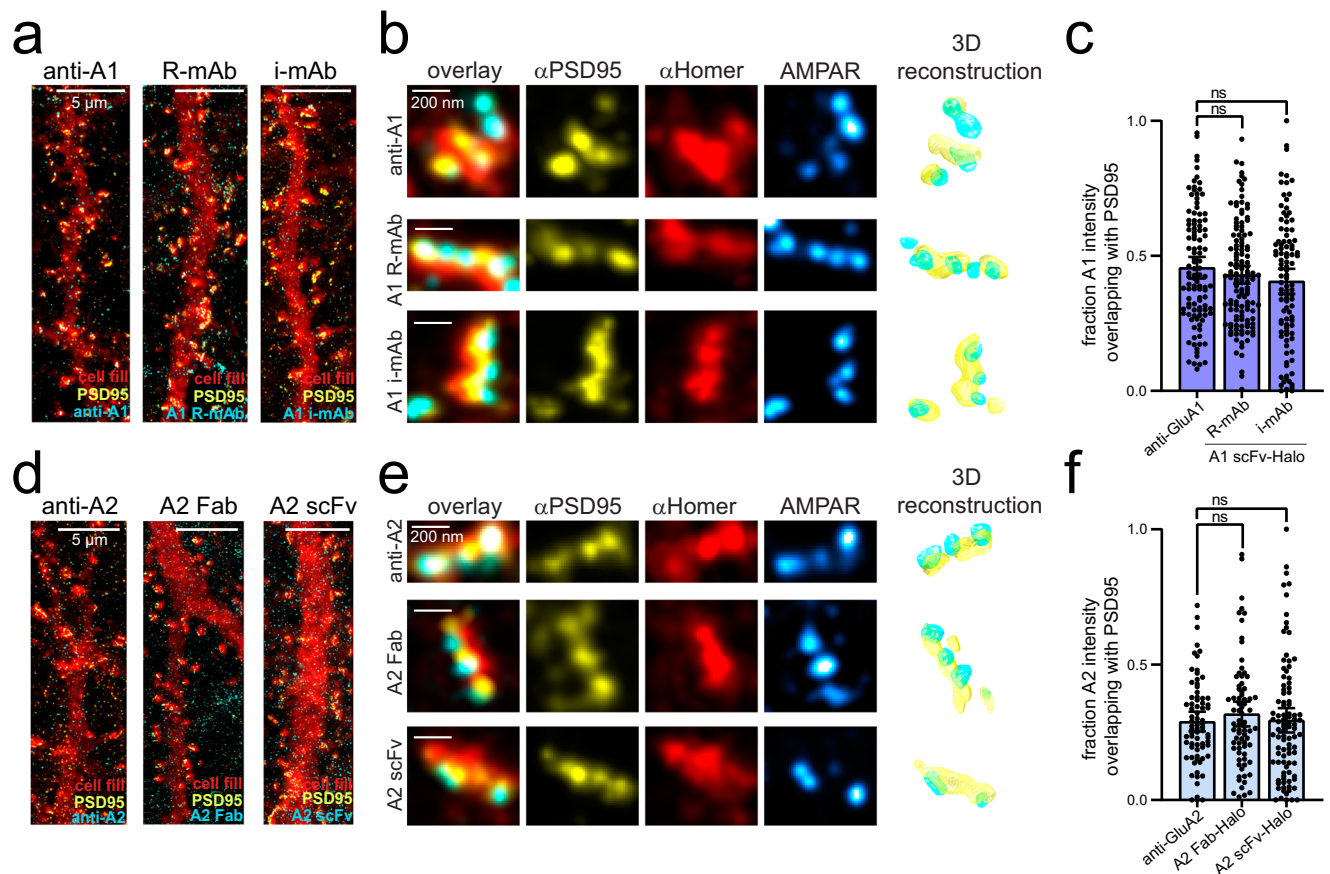 a
anti-A1 R-mAb i-mAb
5 µm
cell fill cell fill cell fill
PSD95 PSD95 PSD95
anti-A1 A1 R-mAb A1 i-mAb
b
3D
overlay αPSD95 αHomer AMPAR reconstruction
200 nm
anti-A1
A1 R-mAb
A1 i-mAb
c
ns
ns
fraction A1 intensity
overlapping with PSD95
1.0
0.5
0.0
anti-GluA1
R-mAb
i-mAb
A1 scFv-Halo
d
anti-A2 A2 Fab A2 scFv
5 µm
cell fill cell fill cell fill
PSD95 PSD95 PSD95
anti-A2 A2 Fab A2 scFv
e
3D
overlay αPSD95 αHomer AMPAR reconstruction
200 nm
anti-A2
A2 Fab
A2 scFv
f
ns
ns
fraction A2 intensity
overlapping with PSD95
1.0
0.5
0.0
anti-GluA2
A2 Fab-Halo
A2 scFv-Halo